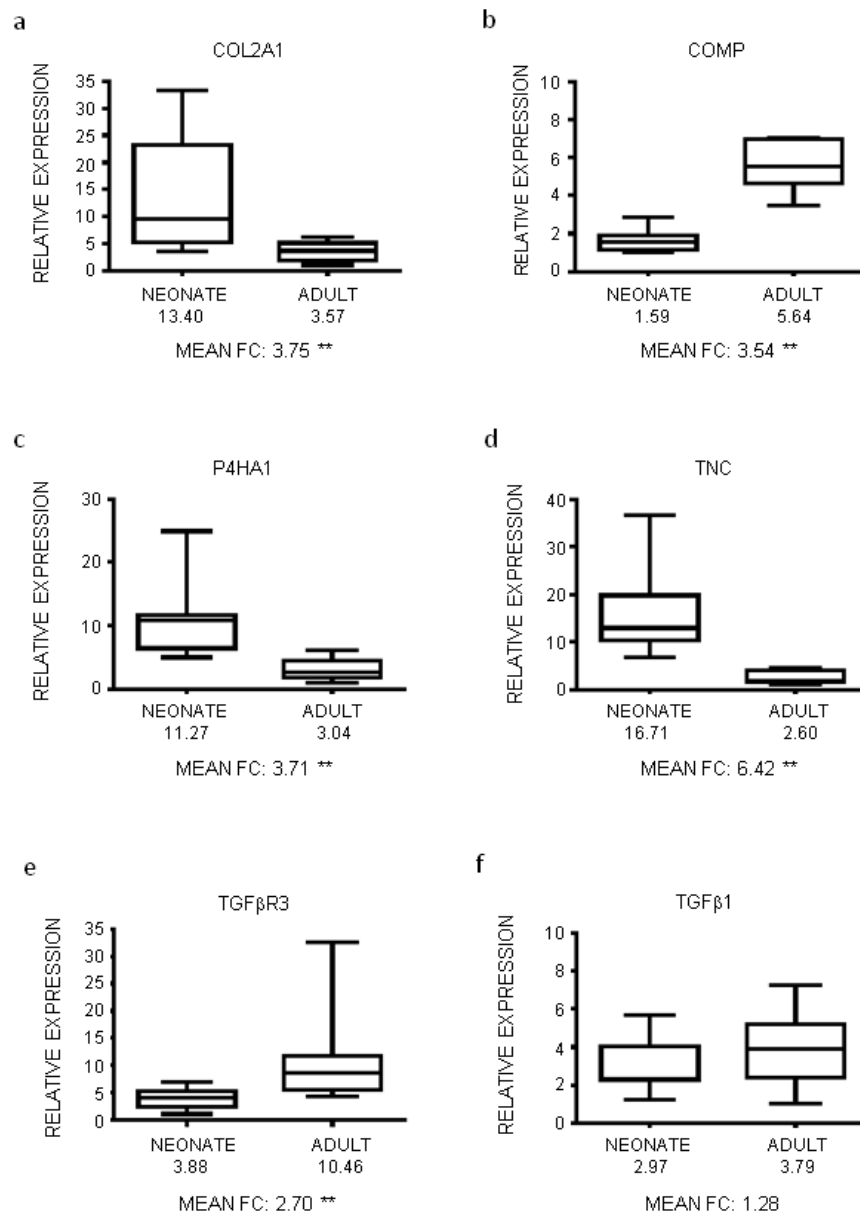 a
COL2A1
RELATIVE EXPRESSION
35
30
25
20
15
10
5
0
NEONATE ADULT
13.40 3.57
MEAN FC: 3.75 **
b
COMP
RELATIVE EXPRESSION
10
8
6
4
2
0
NEONATE ADULT
1.59 5.64
MEAN FC: 3.54 **
c
P4HA1
RELATIVE EXPRESSION
30
20
10
0
NEONATE ADULT
11.27 3.04
MEAN FC: 3.71 **
d
TNC
RELATIVE EXPRESSION
40
30
20
10
0
NEONATE ADULT
16.71 2.60
MEAN FC: 6.42 **
e
TGFβR3
RELATIVE EXPRESSION
35
30
25
20
15
10
5
0
NEONATE ADULT
3.88 10.46
MEAN FC: 2.70 **
f
TGFβ1
RELATIVE EXPRESSION
10
8
6
4
2
0
NEONATE ADULT
2.97 3.79
MEAN FC: 1.28